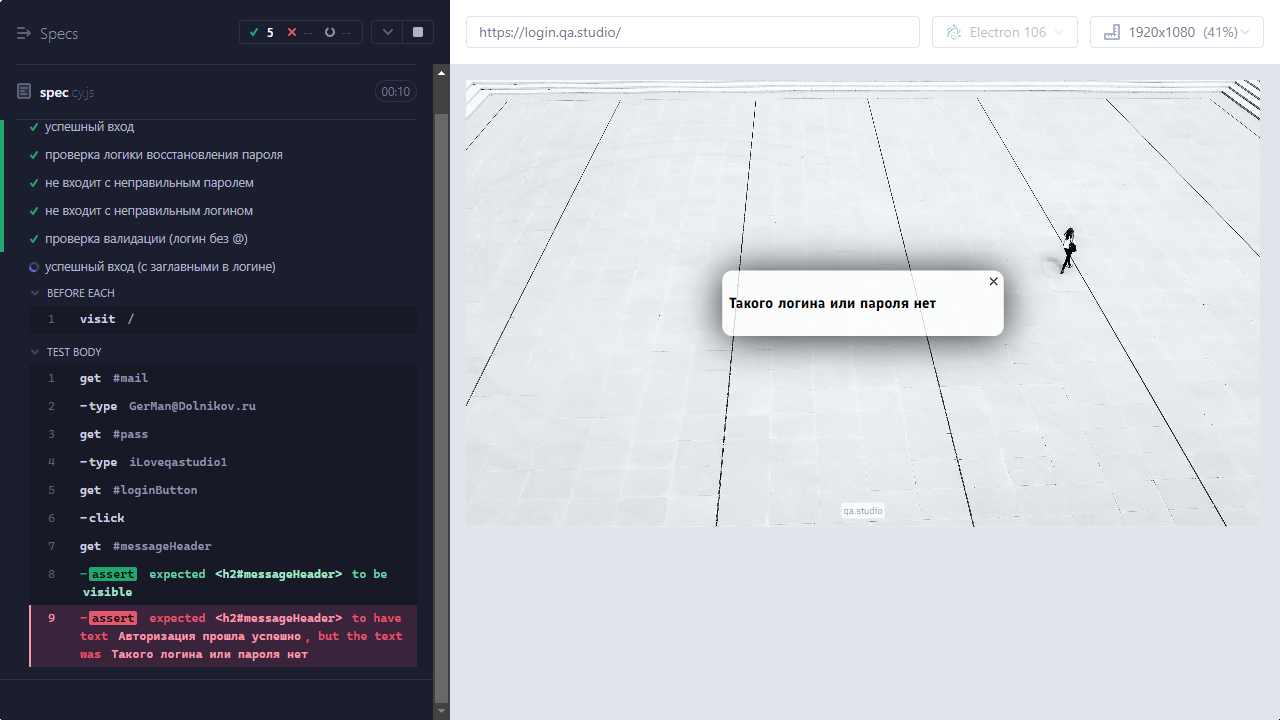 Specs
5
--
--
spec.cy.js
00:10
успешный вход
проверка логики восстановления пароля
не входит с неправильным паролем
не входит с неправильным логином
проверка валидации (логин без @)
успешный вход (с заглавными в логине)
BEFORE EACH
1 visit /
TEST BODY
1 get #mail
2 -type GerMan@Dolnikov.ru
3 get #pass
4 -type iLoveqastudio1
5 get #loginButton
6 -click
7 get #messageHeader
8 -assert expected <h2#messageHeader> to be
visible
9 -assert expected <h2#messageHeader> to have
text Авторизация прошла успешно, but the text
was Такого логина или пароля нет
https://login.qa.studio/
Electron 106
1920x1080 (41%)
Такого логина или пароля нет
qa.studio